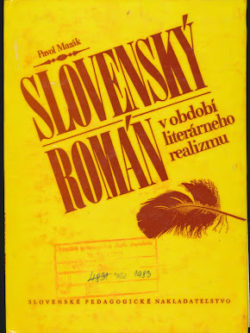 Pavol Mazák
SLOVENSKÝ
ROMÁN
v období
literárneho
realizmu
SLOVENSKÉ PEDAGOGICKÉ NAKLADATEĽSTVO